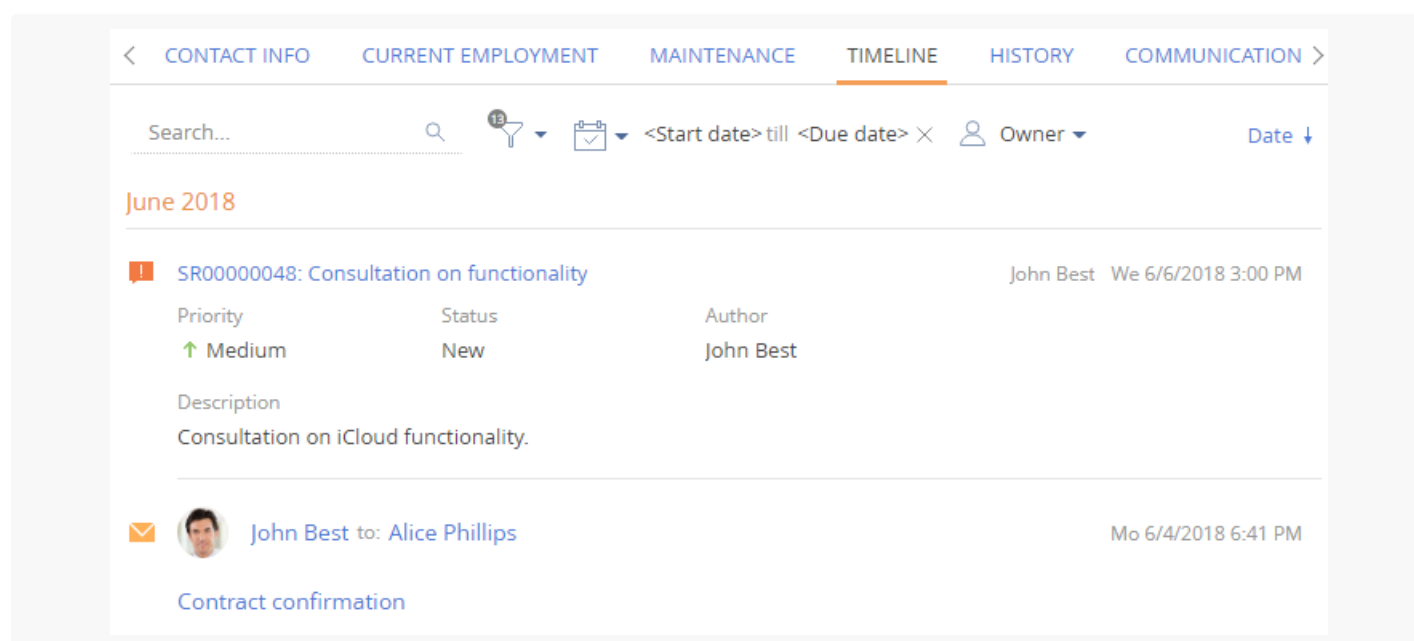 CONTACT INFO CURRENT EMPLOYMENT MAINTENANCE TIMELINE HISTORY COMMUNICATION
Search... 13 <Start date> till <Due date> Owner Date
June 2018
SR00000048: Consultation on functionality John Best We 6/6/2018 3:00 PM
Priority Status Author
Medium New John Best
Description
Consultation on iCloud functionality.
John Best to: Alice Phillips Mo 6/4/2018 6:41 PM
Contract confirmation